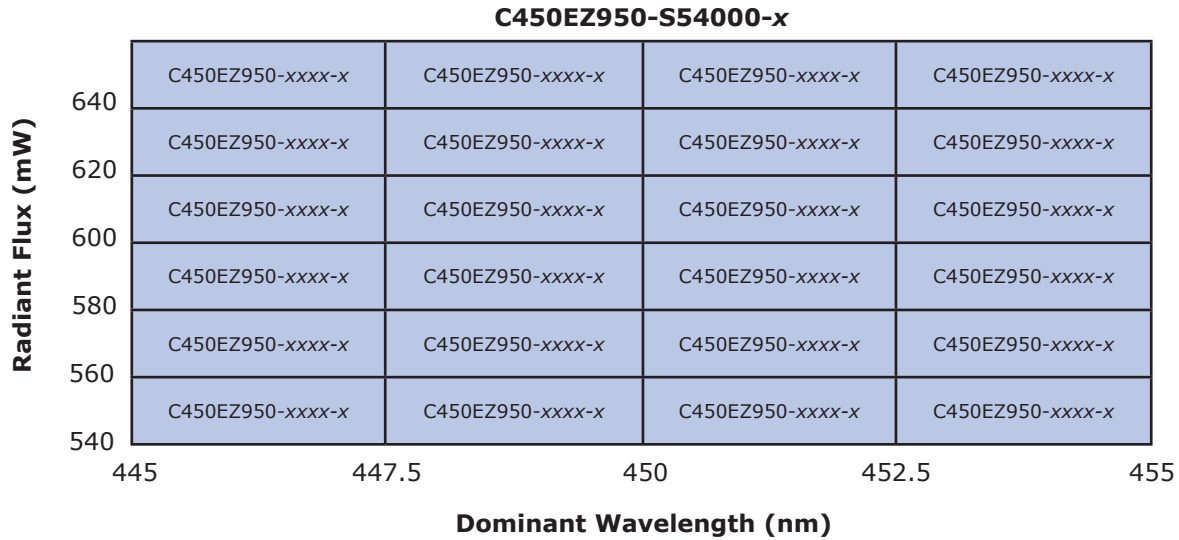 C450EZ950-S54000-x
C450EZ950-xxxx-x C450EZ950-xxxx-x C450EZ950-xxxx-x C450EZ950-xxxx-x
640
C450EZ950-xxxx-x C450EZ950-xxxx-x C450EZ950-xxxx-x C450EZ950-xxxx-x
620
C450EZ950-xxxx-x C450EZ950-xxxx-x C450EZ950-xxxx-x C450EZ950-xxxx-x
600
C450EZ950-xxxx-x C450EZ950-xxxx-x C450EZ950-xxxx-x C450EZ950-xxxx-x
580
C450EZ950-xxxx-x C450EZ950-xxxx-x C450EZ950-xxxx-x C450EZ950-xxxx-x
560
C450EZ950-xxxx-x C450EZ950-xxxx-x C450EZ950-xxxx-x C450EZ950-xxxx-x
540
Radiant Flux (mW)
445 447.5 450 452.5 455
Dominant Wavelength (nm)